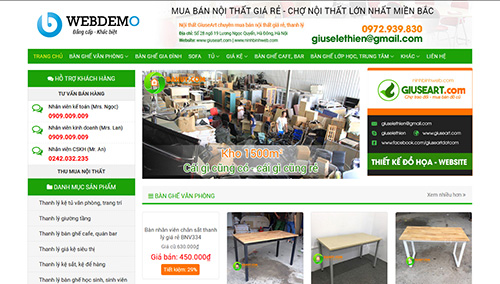 WEBDEMO
Đẳng cấp - Khác biệt
MUA BÁN NỘI THẤT GIÁ RẺ - CHỢ NỘI THẤT LỚN NHẤT MIỀN BẮC
Nội thất GiuseArt chuyên mua bán nội thất giá rẻ, thanh lý
Địa chỉ: Số 28 ngõ 19 Lương Ngọc Quyến, Hà Đông, Hà Nội
Website: www.giuseart.com | www.ninhbinhweb.com
0972.939.830
giuselethien@gmail.com
TRANG CHỦ BÀN GHẾ VĂN PHÒNG BÀN GHẾ GIA ĐÌNH SOFA TỦ GIÁ KỆ BÀN GHẾ CAFE, BAR BÀN GHẾ LỚP HỌC, TRUNG TÂM KHÁC LIÊN HỆ
HỖ TRỢ KHÁCH HÀNG
TƯ VẤN BÁN HÀNG
Nhân viên kế toán (Mrs. Ngọc)
0909.009.009
Nhân viên kinh doanh (Mrs. Lan)
0909.009.009
Nhân viên CSKH (Mr. An)
0242.032.235
THU MUA NỘI THẤT
DANH MỤC SẢN PHẨM
Thanh lý kệ tủ văn phòng, trang trí
Thanh lý giường tầng
Thanh lý bàn ghế cafe, quán bar
Thanh lý giá kệ siêu thị
Thanh lý két sắt, kệ để hàng
Thanh lý bàn ghế học sinh, sinh viên
Kho 1500m
Cái gì cũng có - cái gì cũng rẻ
ninhbinhweb.com
GIUSEART.com
giuselethien@gmail.com
giuselethien www.giuseart.com
www.facebook.com/giuseartdotcom
THIẾT KẾ ĐỒ HỌA - WEBSITE
BÀN GHẾ VĂN PHÒNG
Xem nhiều hơn »
Bàn nhân viên chân sắt thanh
lý giá rẻ BNV334
Giá cũ 630.000₫
Giá bán: 450.000₫
Tiết kiệm: 29%